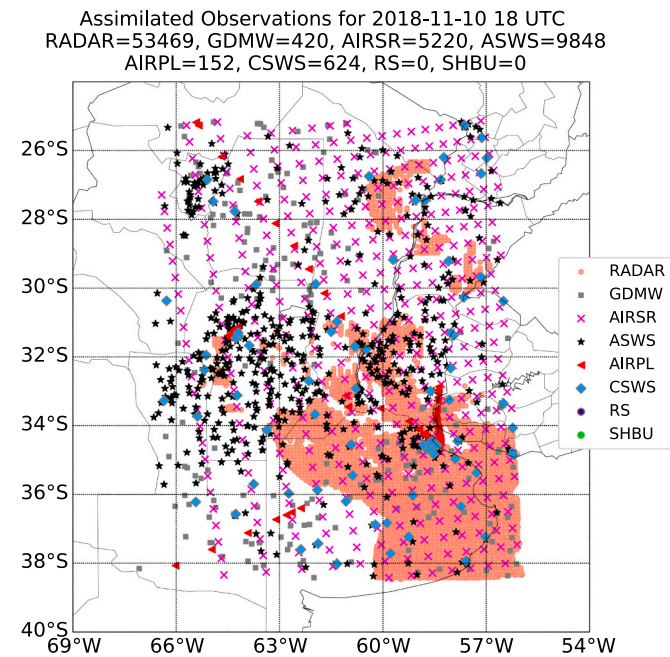 Assimilated Observations for 2018-11-10 18 UTC
RADAR=53469, GDMW=420, AIRSR=5220, ASWS=9848
AIRPL=152, CSWS=624, RS=0, SHBU=0
26°S
28°S
30°S
32°S
34°S
36°S
38°S
40°S
69°W
66°W
63°W
60°W
57°W
54°W
RADAR
GDMW
AIRSR
ASWS
AIRPL
CSWS
RS
SHBU